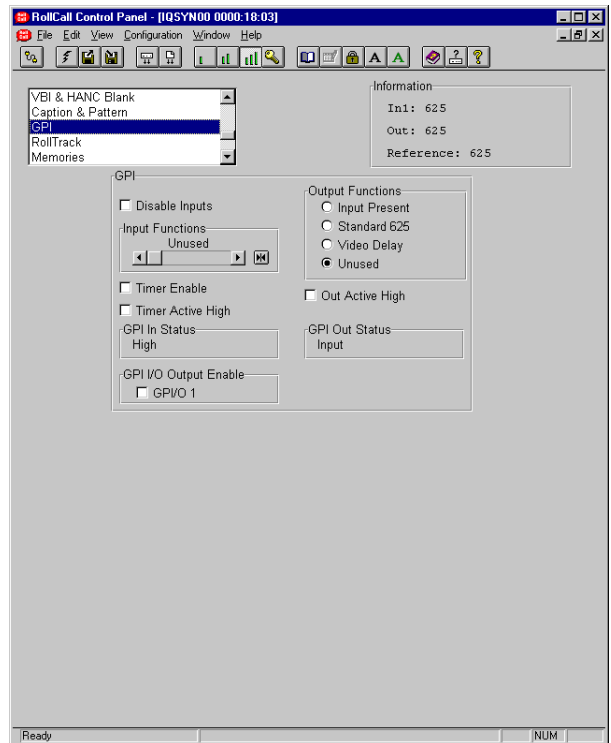 RollCall Control Panel - [IQSYN00 0000:18:03]
File Edit View Configuration Window Help
A A
VBI & HANC Blank
Caption & Pattern
GPI
RollTrack
Memories
Information
In1: 625
Out: 625
Reference: 625
GPI
Disable Inputs
Input Functions
Unused
Timer Enable
Timer Active High
GPI In Status
High
GPI I/O Output Enable
GPI/O 1
Output Functions
Input Present
Standard 625
Video Delay
Unused
Out Active High
GPI Out Status
Input
Ready
NUM